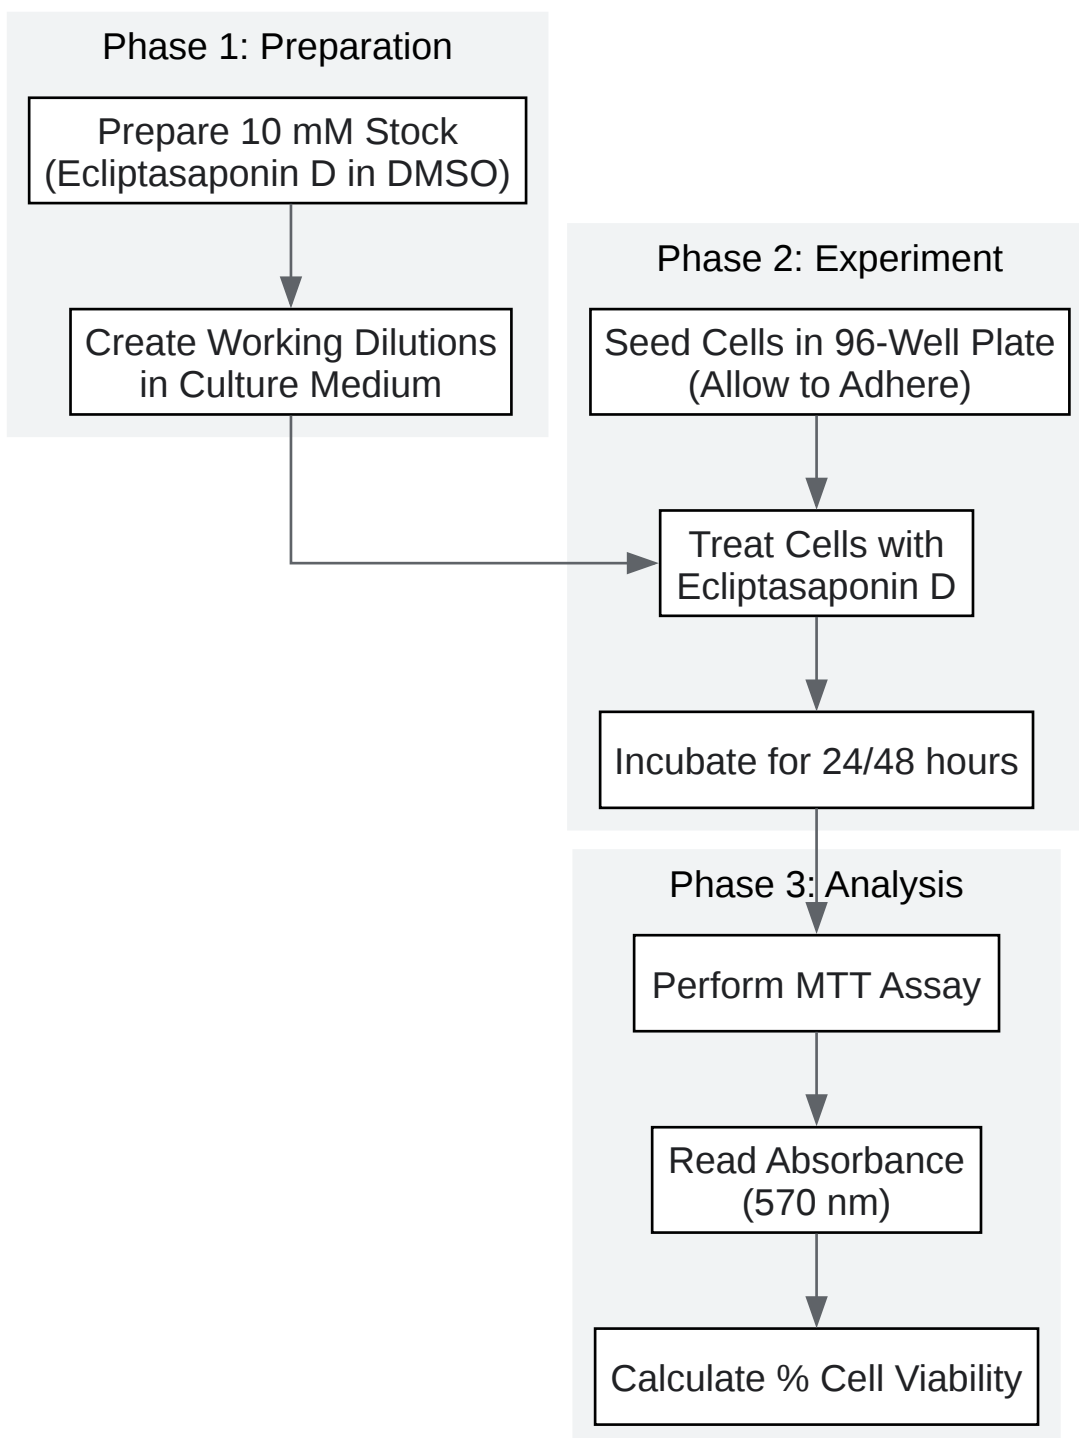 Phase 1: Preparation
Prepare 10 mM Stock
(Ecliptasaponin D in DMSO)
Create Working Dilutions
in Culture Medium
Phase 2: Experiment
Seed Cells in 96-Well Plate
(Allow to Adhere)
Treat Cells with
Ecliptasaponin D
Incubate for 24/48 hours
Phase 3: Analysis
Perform MTT Assay
Read Absorbance
(570 nm)
Calculate % Cell Viability